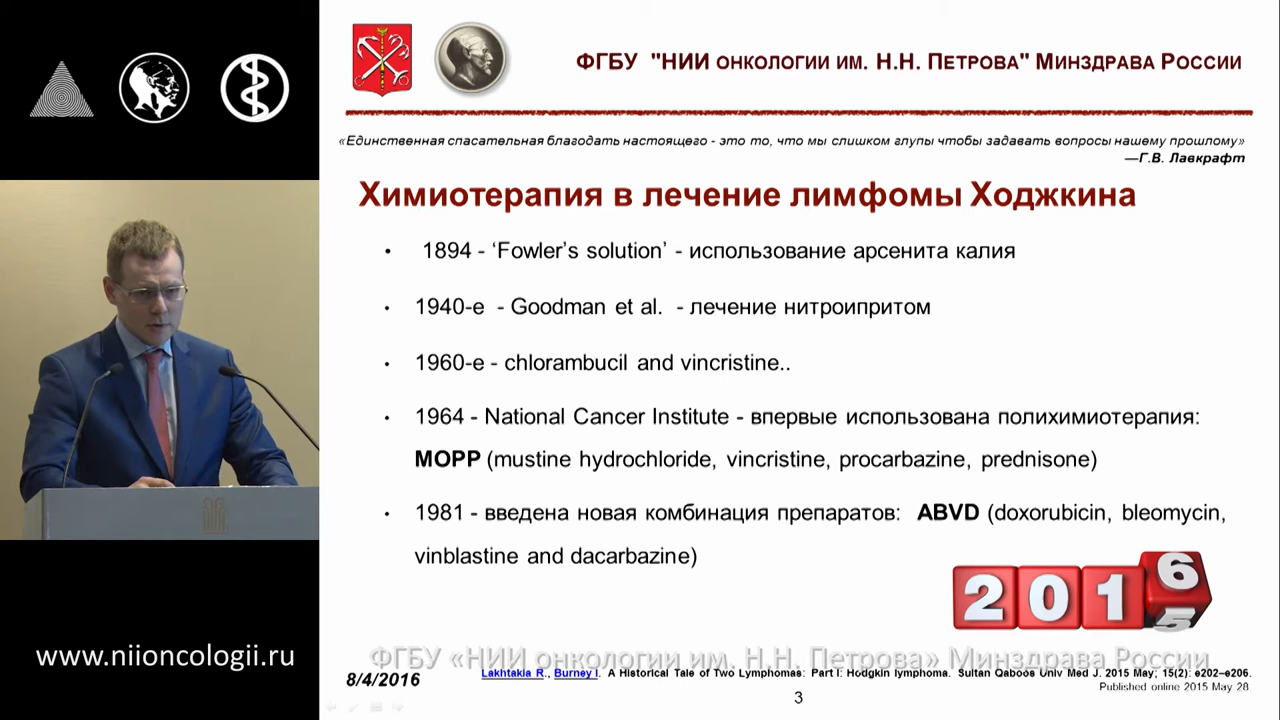 ФГБУ "НИИ ОНКОЛОГИИ ИМ. Н.Н. ПЕТРОВА" МИНЗДРАВА РОССИИ
«Единственная спасательная благодать настоящего - это то, что мы слишком глупы чтобы задавать вопросы нашему прошлому»
—Г.В. Лавкрафт
Химиотерапия в лечение лимфомы Ходжкина
• 1894 - ‘Fowler’s solution’ - использование арсенита калия
• 1940-е - Goodman et al. - лечение нитроипритом
• 1960-е - chlorambucil and vincristine..
• 1964 - National Cancer Institute - впервые использована полихимиотерапия:
MOPP (mustine hydrochloride, vincristine, procarbazine, prednisone)
• 1981 - введена новая комбинация препаратов: ABVD (doxorubicin, bleomycin,
vinblastine and dacarbazine)
2016
5
www.niioncologii.ru
ФГБУ «НИИ онкологии им. Н.Н. Петрова» Минздрава России
8/4/2016
Lakhtakia R., Burney I. A Historical Tale of Two Lymphomas: Part I: Hodgkin lymphoma. Sultan Qaboos Univ Med J. 2015 May; 15(2): e202–e206.
Published online 2015 May 28
3